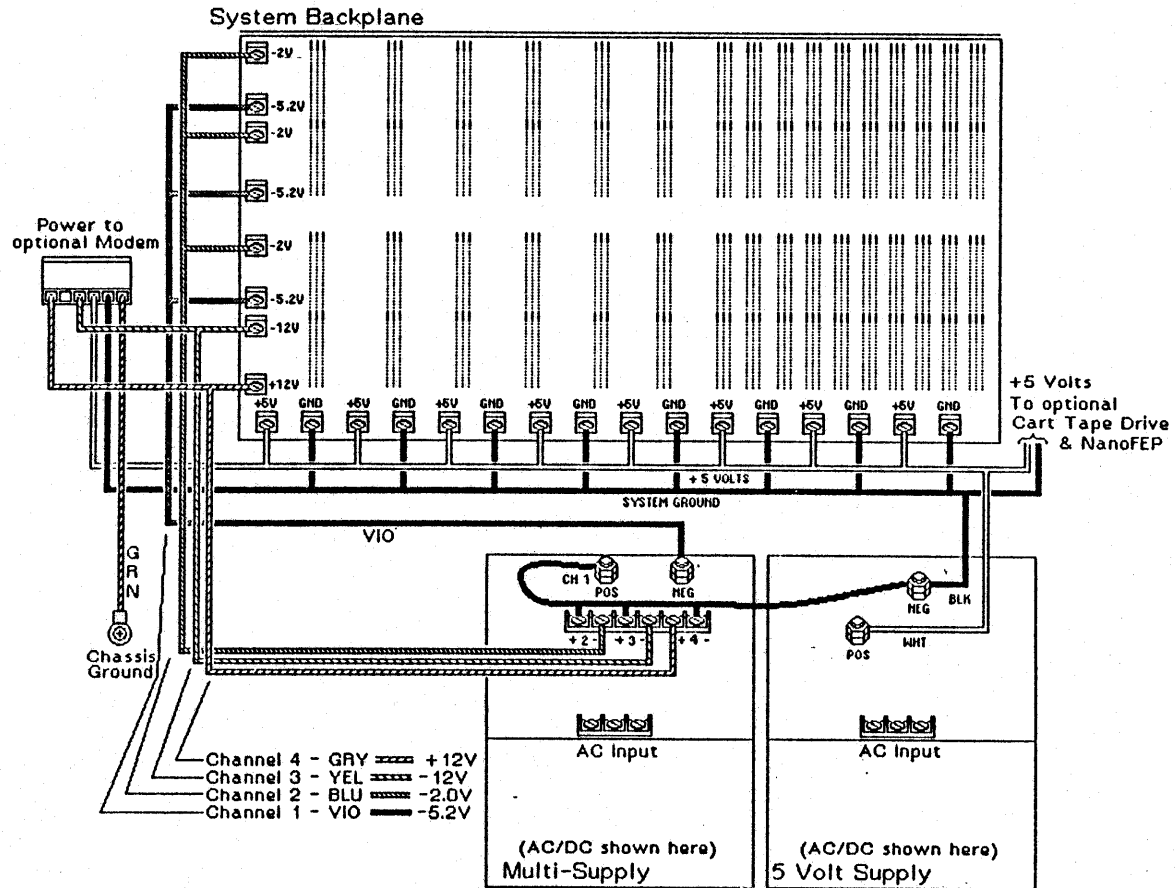 System Backplane
-2V
-5.2V
-2V
-5.2V
-2V
-5.2V
-12V
+12V
Power to
optional Modem
+5V GND +5V GND +5V GND +5V GND +5V GND +5V GND +5V GND +5V GND
+5 Volts
To optional
Cart Tape Drive
& NanoFEP
+ 5 VOLTS
SYSTEM GROUND
VIO
GRN
Chassis
Ground
CH 1
POS
NEG
+ 2 - + 3 - + 4 -
NEG
BLK
POS
WHT
AC Input
AC Input
Channel 4 - GRY +12V
Channel 3 - YEL -12V
Channel 2 - BLU -2.0V
Channel 1 - VIO -5.2V
(AC/DC shown here)
Multi-Supply
(AC/DC shown here)
5 Volt Supply